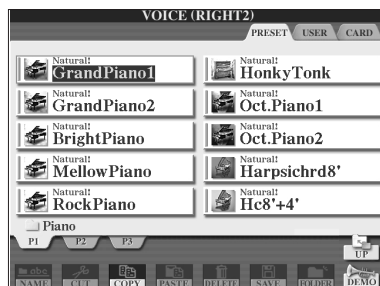 VOICE (RIGHT2)
PRESET USER CARD
Natural!
GrandPiano1
Natural!
HonkyTonk
Natural!
GrandPiano2
Natural!
Oct.Piano1
Natural!
BrightPiano
Natural!
Oct.Piano2
Natural!
MellowPiano
Natural!
Harpsichrd8'
Natural!
RockPiano
Natural!
Hc8'+4'
Piano
P1 P2 P3
UP
abc
NAME CUT COPY PASTE DELETE SAVE FOLDER DEMO